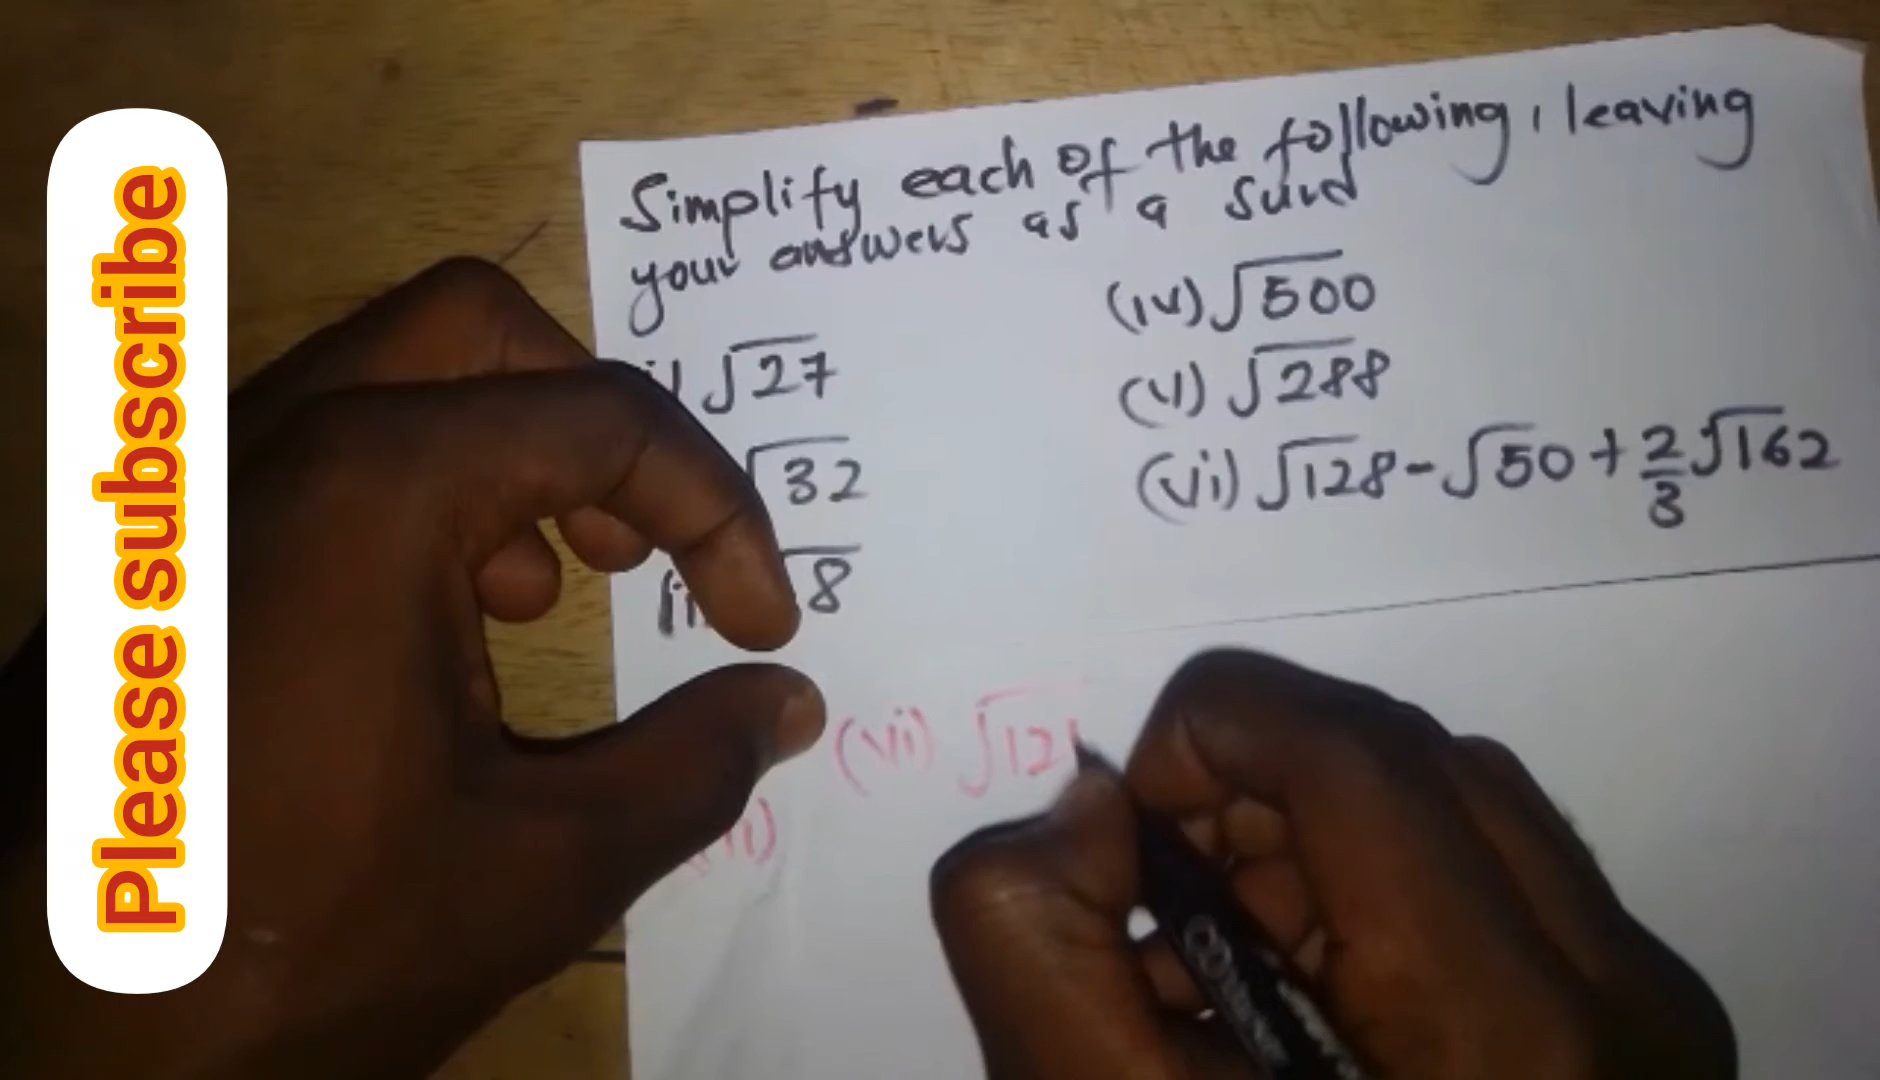 Please subscribe
Simplify each of the following, leaving
your answers as a surd
√27
√32
√8
(iv) √500
(v) √288
(vi) √128 - √50 + 2/3 √162
(vi) √12